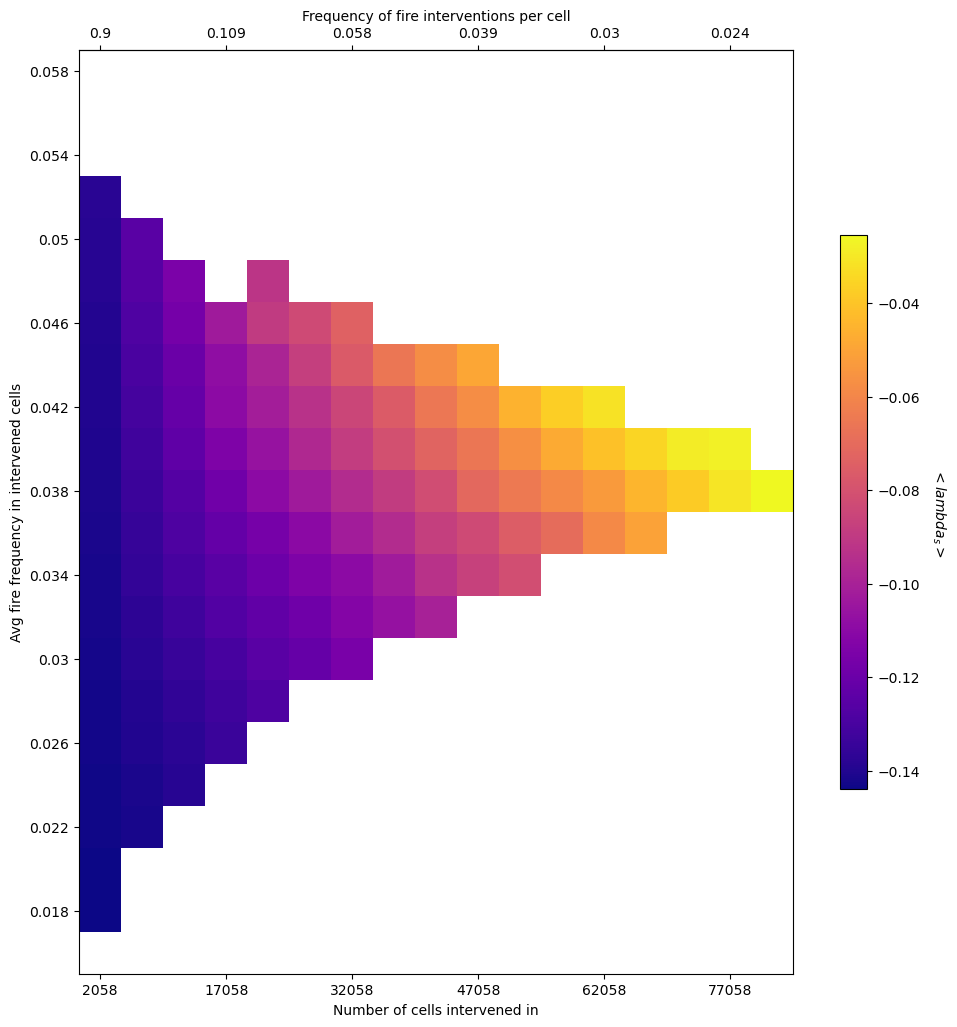 Frequency of fire interventions per cell
0.9 0.109 0.058 0.039 0.03 0.024
0.058
0.054
0.05
0.046
0.042
0.038
0.034
0.03
0.026
0.022
0.018
Avg fire frequency in intervened cells
2058 17058 32058 47058 62058 77058
Number of cells intervened in
−0.04
−0.06
−0.08
−0.10
−0.12
−0.14
<lambda_s>